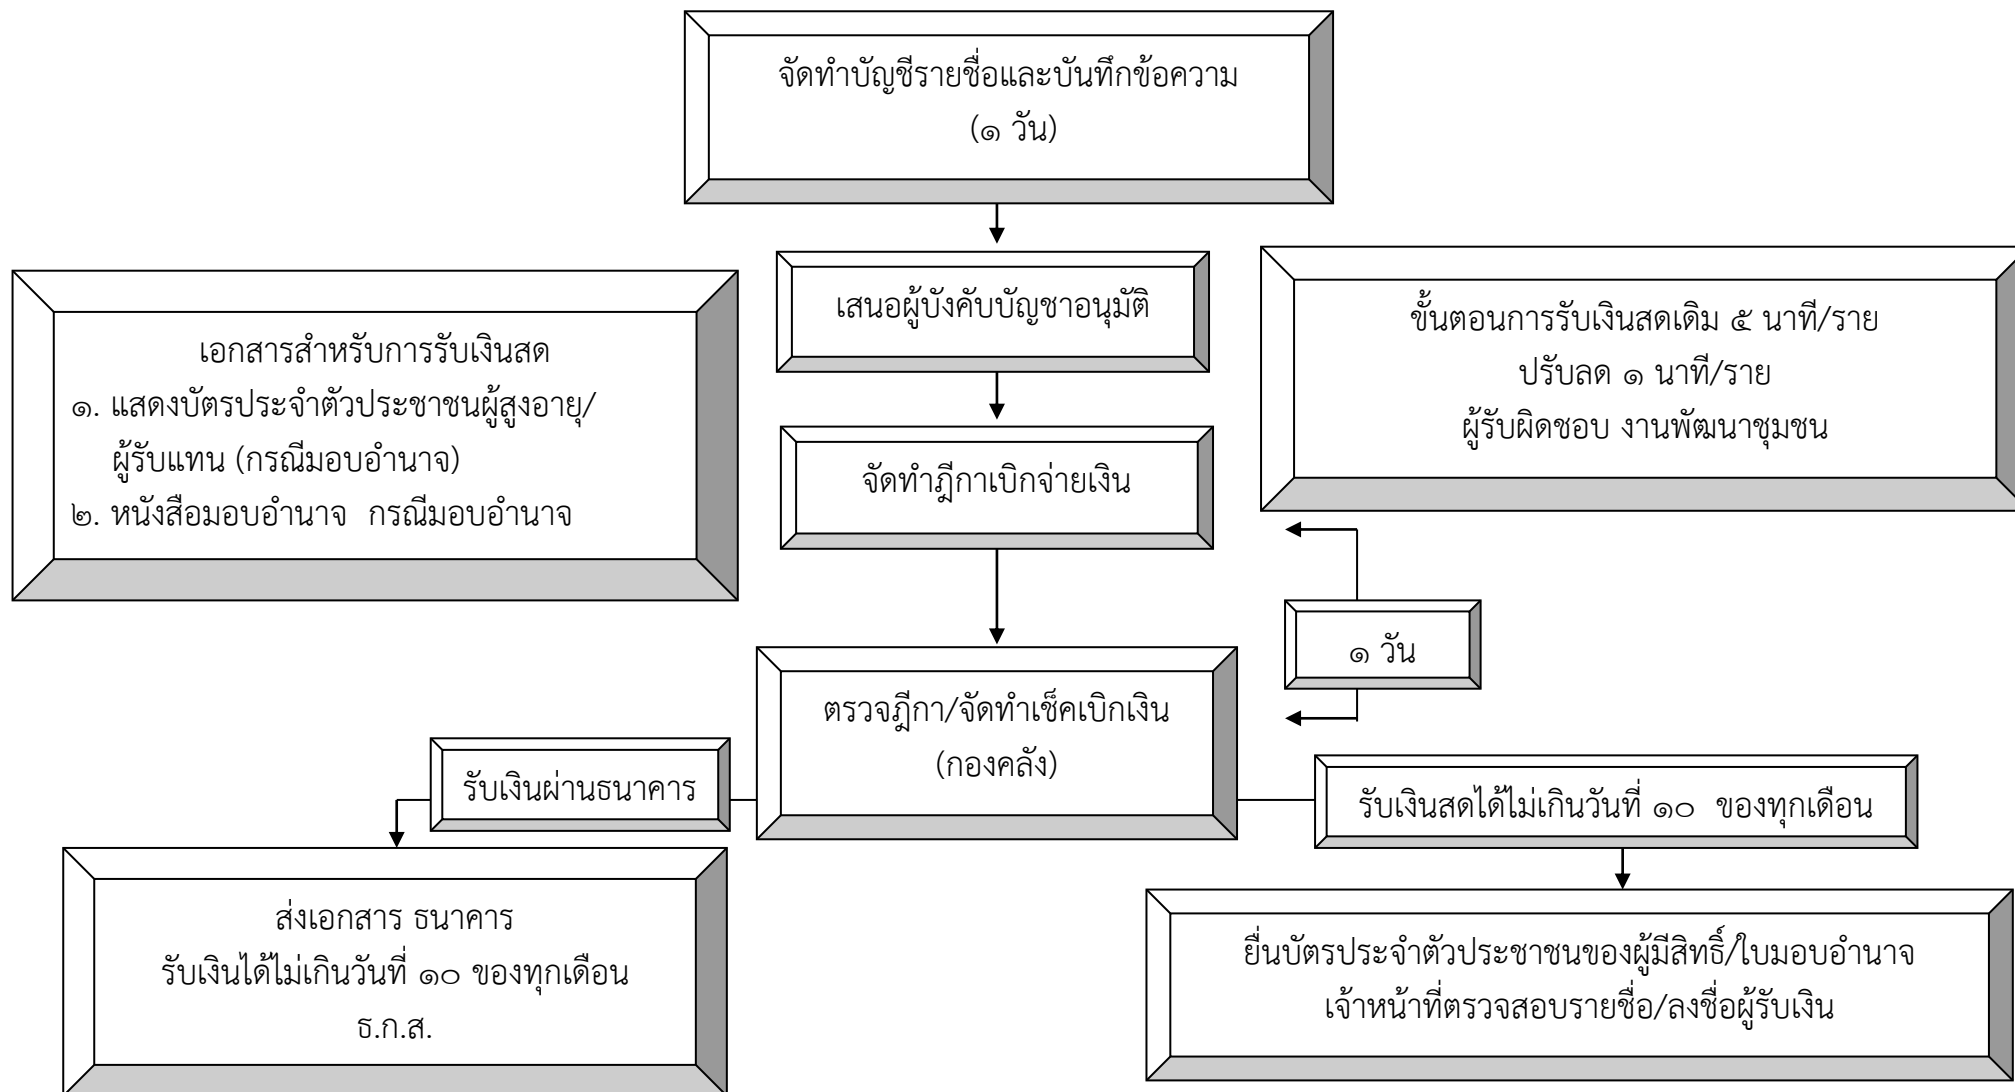 จัดทำบัญชีรายชื่อและบันทึกข้อความ
(๑ วัน)
เสนอผู้บังคับบัญชาอนุมัติ
เอกสารสำหรับการรับเงินสด
๑. แสดงบัตรประจำตัวประชาชนผู้สูงอายุ/
ผู้รับแทน (กรณีมอบอำนาจ)
๒. หนังสือมอบอำนาจ กรณีมอบอำนาจ
ขั้นตอนการรับเงินสดเดิม ๕ นาที/ราย
ปรับลด ๑ นาที/ราย
ผู้รับผิดชอบ งานพัฒนาชุมชน
จัดทำฎีกาเบิกจ่ายเงิน
๑ วัน
ตรวจฎีกา/จัดทำเช็คเบิกเงิน
(กองคลัง)
รับเงินผ่านธนาคาร
รับเงินสดได้ไม่เกินวันที่ ๑๐ ของทุกเดือน
ส่งเอกสาร ธนาคาร
รับเงินได้ไม่เกินวันที่ ๑๐ ของทุกเดือน
ธ.ก.ส.
ยื่นบัตรประจำตัวประชาชนของผู้มีสิทธิ์/ใบมอบอำนาจ
เจ้าหน้าที่ตรวจสอบรายชื่อ/ลงชื่อผู้รับเงิน